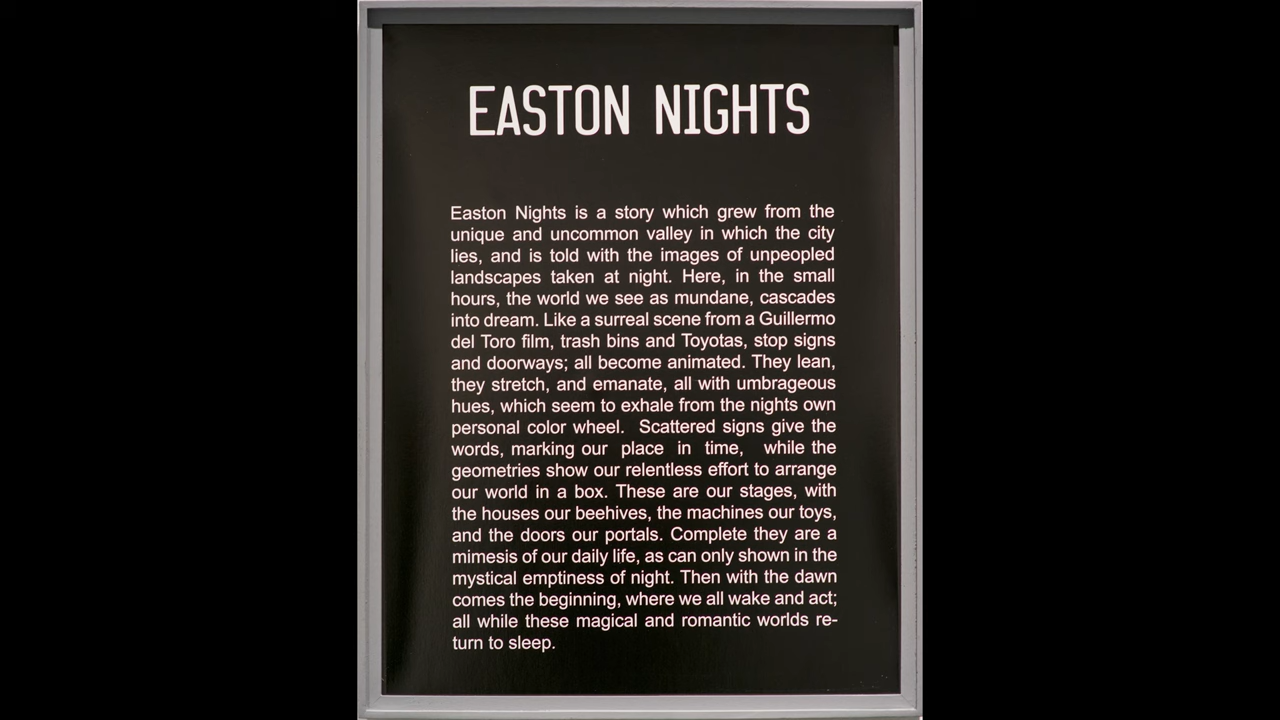 EASTON NIGHTS
Easton Nights is a story which grew from the
unique and uncommon valley in which the city
lies, and is told with the images of unpeopled
landscapes taken at night. Here, in the small
hours, the world we see as mundane, cascades
into dream. Like a surreal scene from a Guillermo
del Toro film, trash bins and Toyotas, stop signs
and doorways; all become animated. They lean,
they stretch, and emanate, all with umbrageous
hues, which seem to exhale from the nights own
personal color wheel.  Scattered signs give the
words, marking our place in time, while the
geometries show our relentless effort to arrange
our world in a box. These are our stages, with
the houses our beehives, the machines our toys,
and the doors our portals. Complete they are a
mimesis of our daily life, as can only shown in the
mystical emptiness of night. Then with the dawn
comes the beginning, where we all wake and act;
all while these magical and romantic worlds re-
turn to sleep.